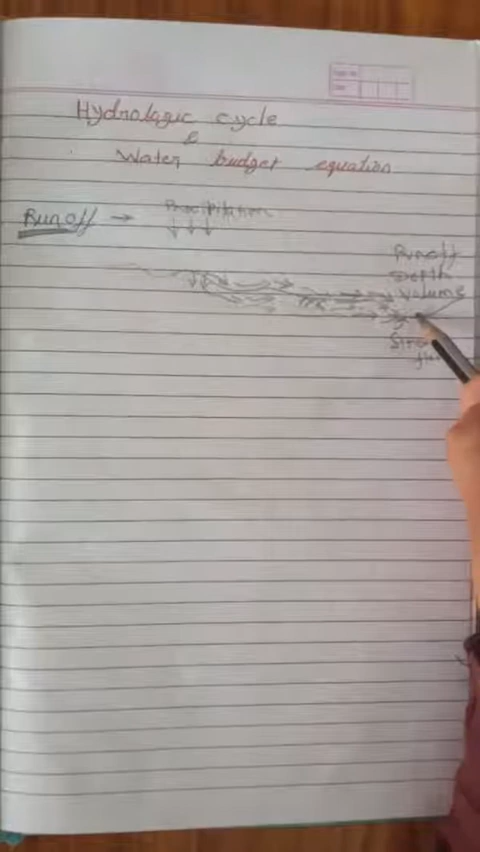 Hydrologic cycle
&
Water budget equation
Runoff → Precipitation
Runoff
Depth
Volume